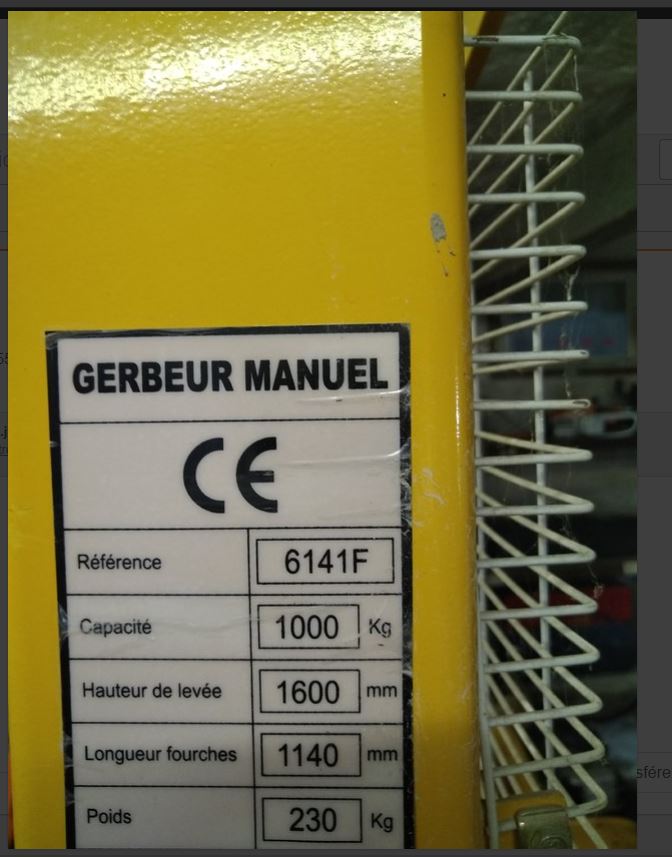 GERBEUR MANUEL
CE
Référence 6141F
Capacité 1000 Kg
Hauteur de levée 1600 mm
Longueur fourches 1140 mm
Poids 230 Kg